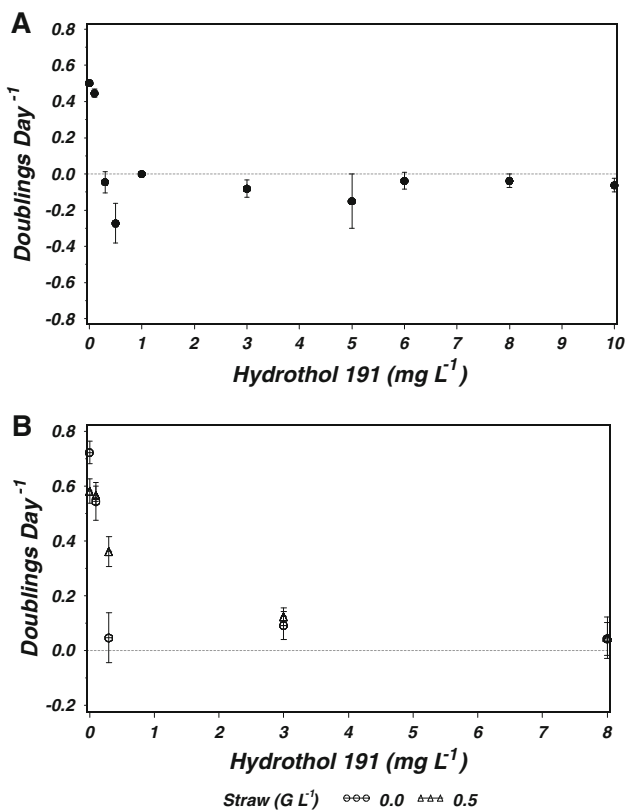 A
0.8
0.6
0.4
0.2
0.0
-0.2
-0.4
-0.6
-0.8
Doublings Day⁻¹
0 1 2 3 4 5 6 7 8 9 10
Hydrothol 191 (mg L⁻¹)
B
0.8
0.6
0.4
0.2
0.0
-0.2
Doublings Day⁻¹
0 1 2 3 4 5 6 7 8
Hydrothol 191 (mg L⁻¹)
Straw (G L⁻¹) 0.0 0.5